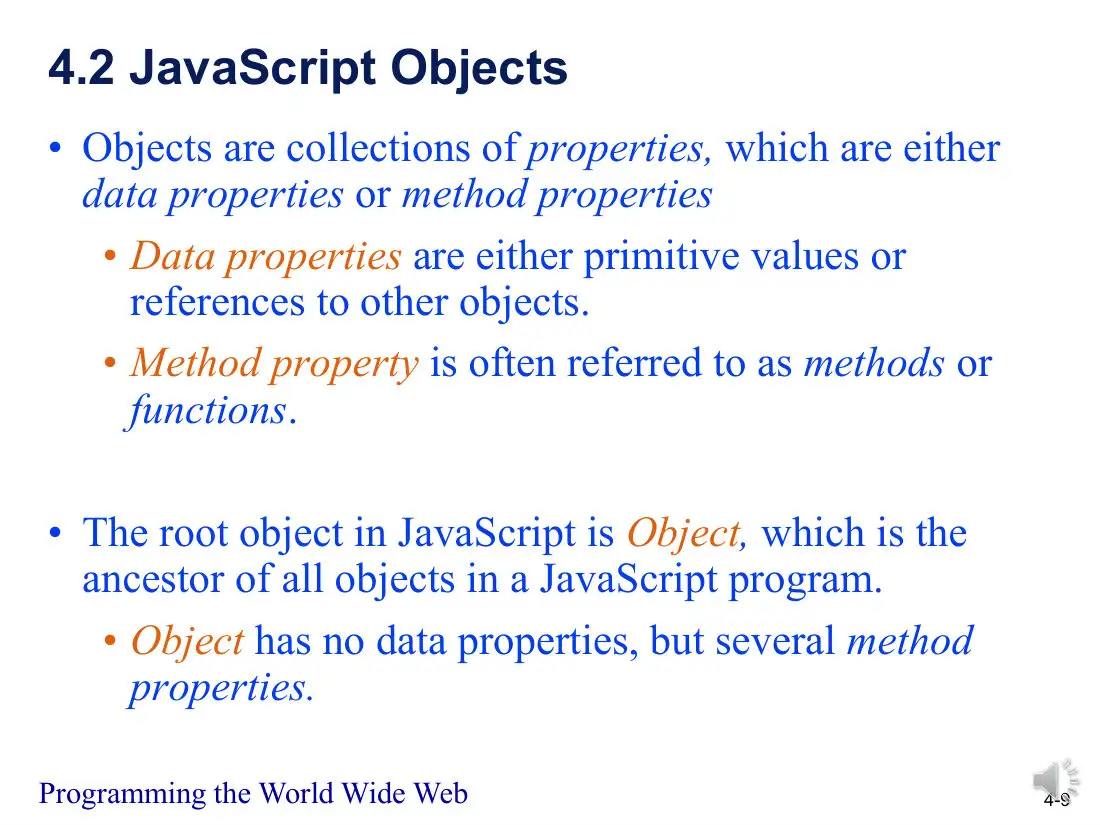 4.2 JavaScript Objects
• Objects are collections of properties, which are either
data properties or method properties
• Data properties are either primitive values or
references to other objects.
• Method property is often referred to as methods or
functions.
• The root object in JavaScript is Object, which is the
ancestor of all objects in a JavaScript program.
• Object has no data properties, but several method
properties.
Programming the World Wide Web
4-9